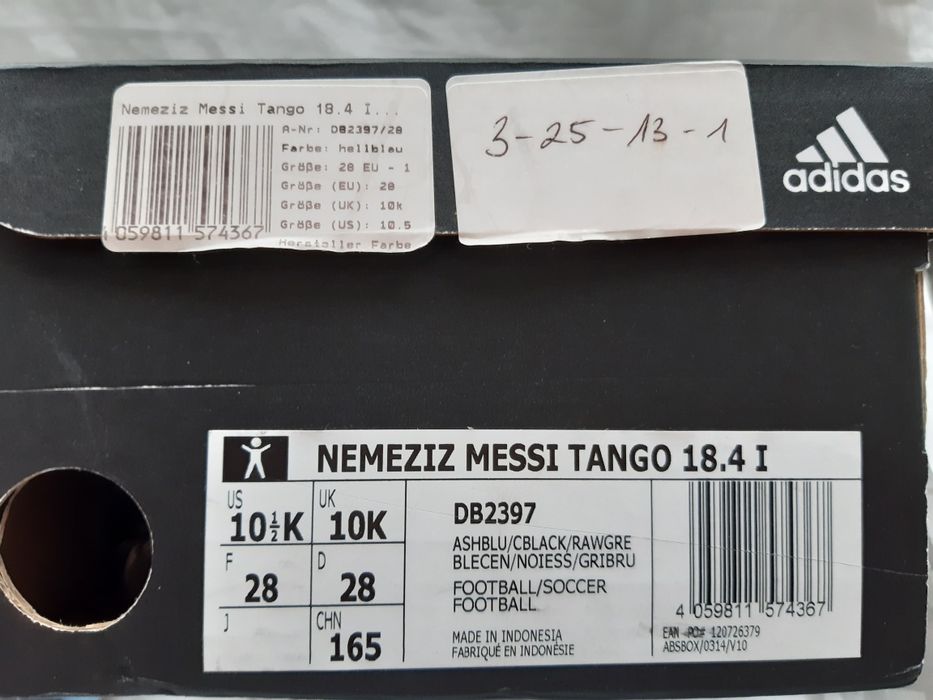 Nemeziz Messi Tango 18.4 I...
A-Nr: DB2397/28
Farbe: hellblau
Größe: 28 EU - 1
Größe (EU): 28
Größe (UK): 10k
Größe (US): 10.5
Hersteller Farbe
4 059811 574367
3-25-13-1
adidas
NEMEZIZ MESSI TANGO 18.4 I
US
10½K
UK
10K
F
28
D
28
J
CHN
165
DB2397
ASHBLU/CBLACK/RAWGRE
BLECEN/NOIESS/GRIBRU
FOOTBALL/SOCCER
FOOTBALL
MADE IN INDONESIA
FABRIQUÉ EN INDONÉSIE
4 059811 574367
EAN PO# 120726379
ABSBOX/0314/V10